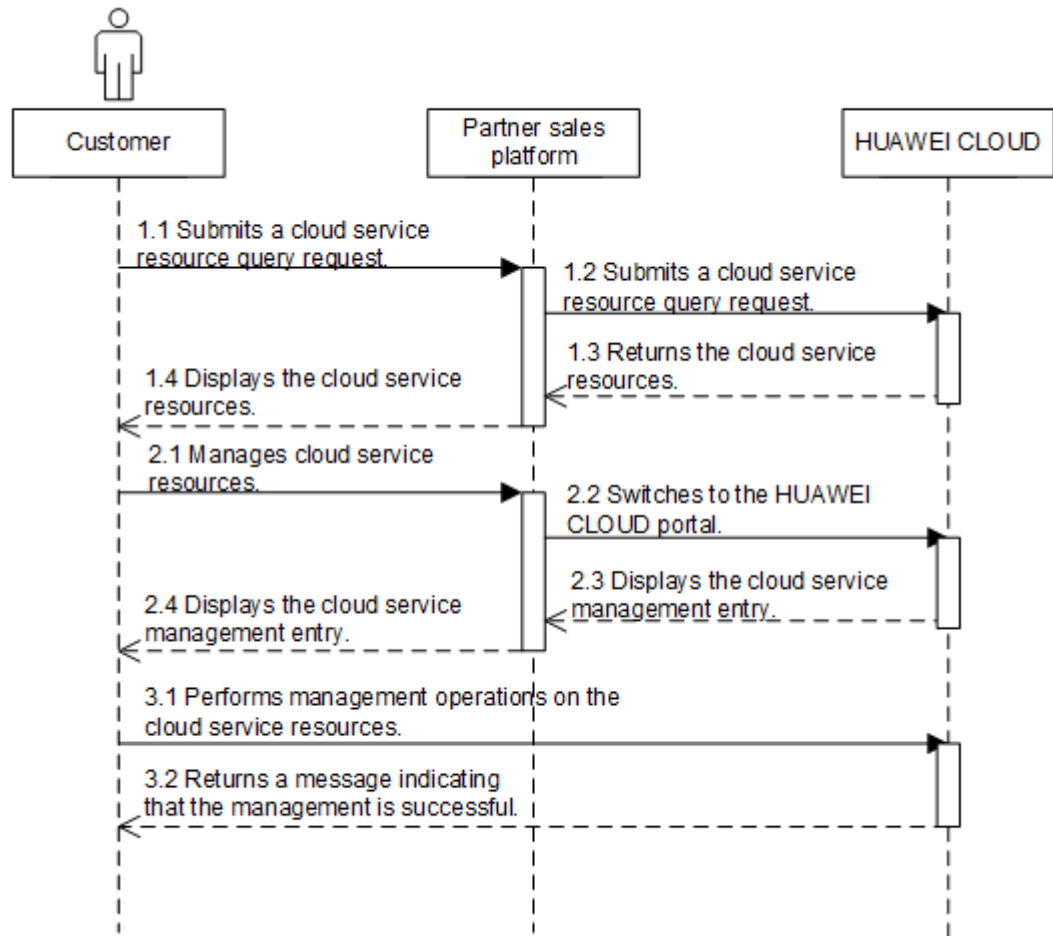 Customer
Partner sales
platform
HUAWEI CLOUD
1.1 Submits a cloud service
resource query request.
1.2 Submits a cloud service
resource query request.
1.3 Returns the cloud service
resources.
1.4 Displays the cloud service
resources.
2.1 Manages cloud service
resources.
2.2 Switches to the HUAWEI
CLOUD portal.
2.3 Displays the cloud service
management entry.
2.4 Displays the cloud service
management entry.
3.1 Performs management operations on the
cloud service resources.
3.2 Returns a message indicating
that the management is successful.